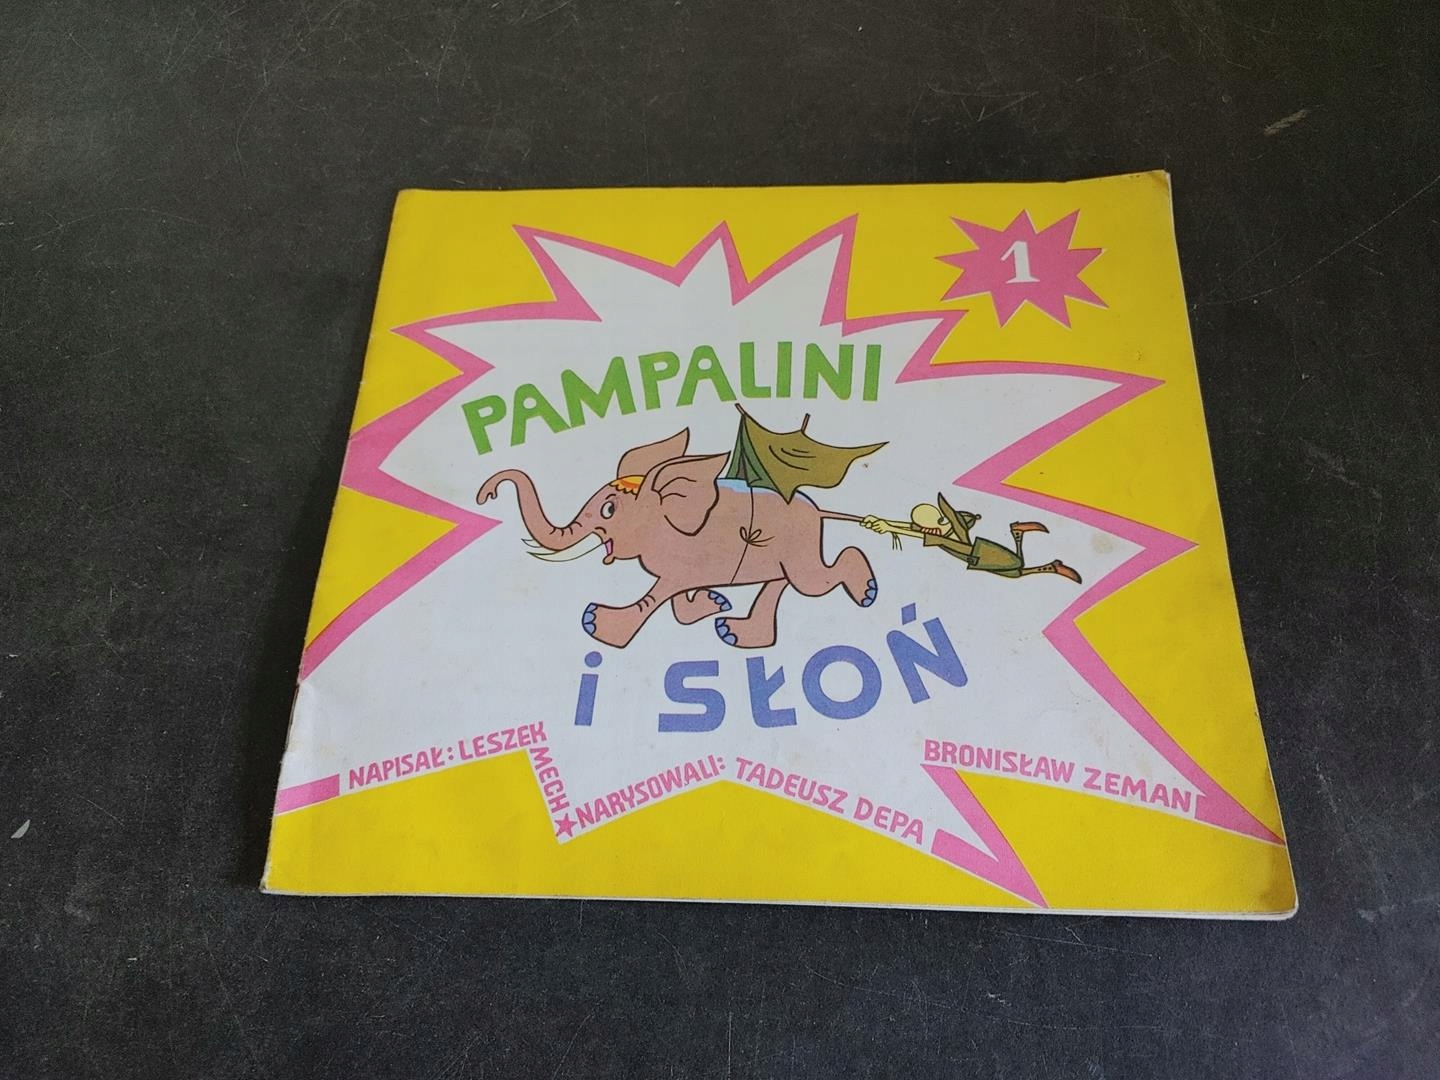 1
PAMPALINI
i SŁOŃ
NAPISAŁ: LESZEK MECH ★ NARYSOWALI: TADEUSZ DEPA
BRONISŁAW ZEMAN